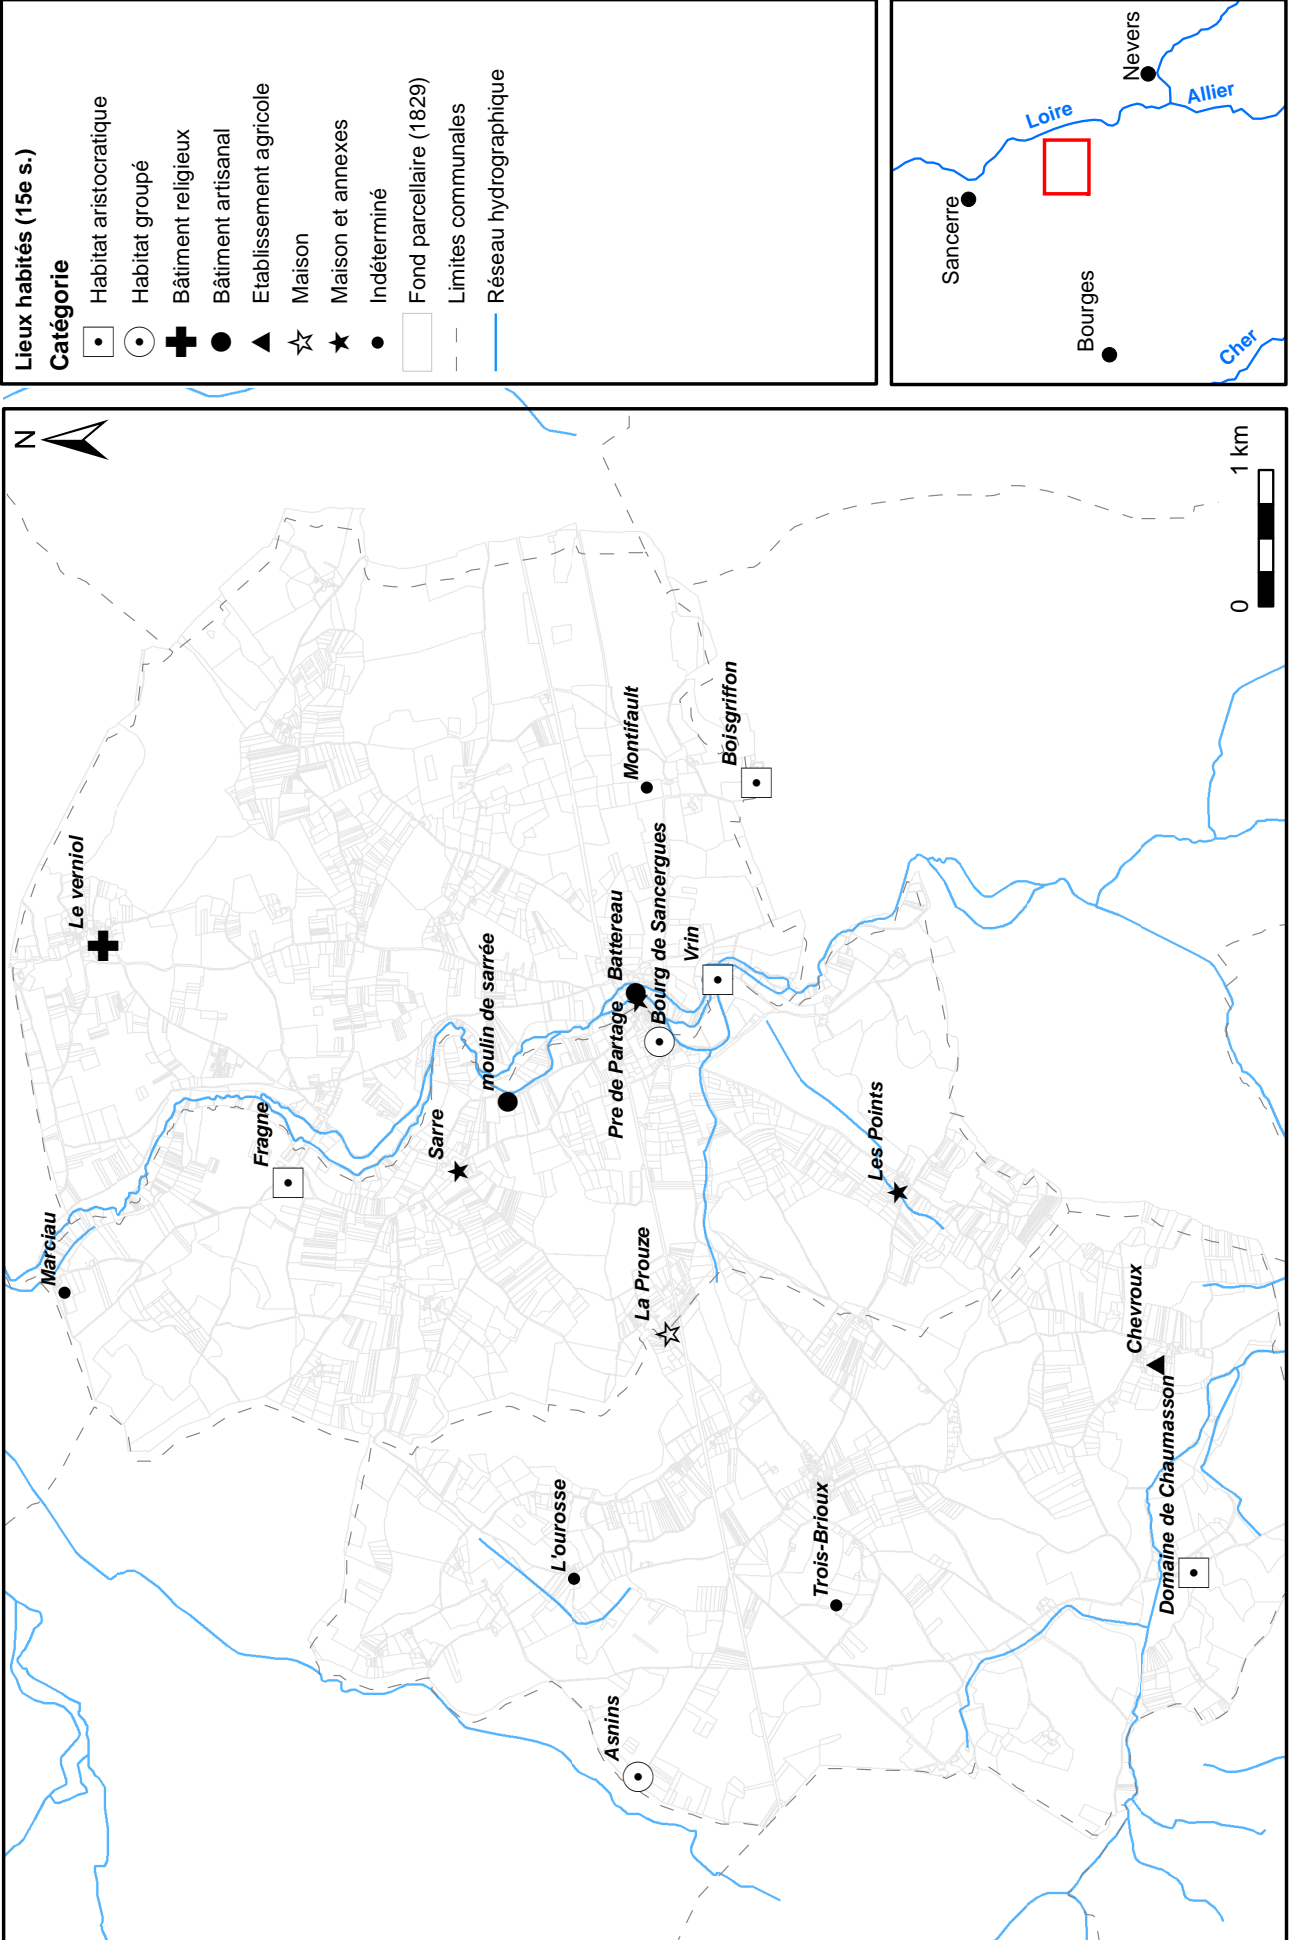 Lieux habités (15e s.)
Catégorie
Habitat aristocratique
Habitat groupé
Bâtiment religieux
Bâtiment artisanal
Etablissement agricole
Maison
Maison et annexes
Indéterminé
Fond parcellaire (1829)
Limites communales
Réseau hydrographique
Sancerre
Bourges
Nevers
Loire
Allier
Cher
N
Marciau
Le verniol
Fragne
Sarre
moulin de sarrée
L'ourosse
Asnins
Pre de Partage
Battereau
Montifault
La Prouze
Bourg de Sancergues
Vrin
Boisgriffon
Trois-Brioux
Les Points
Chevroux
Domaine de Chaumasson
0
1 km